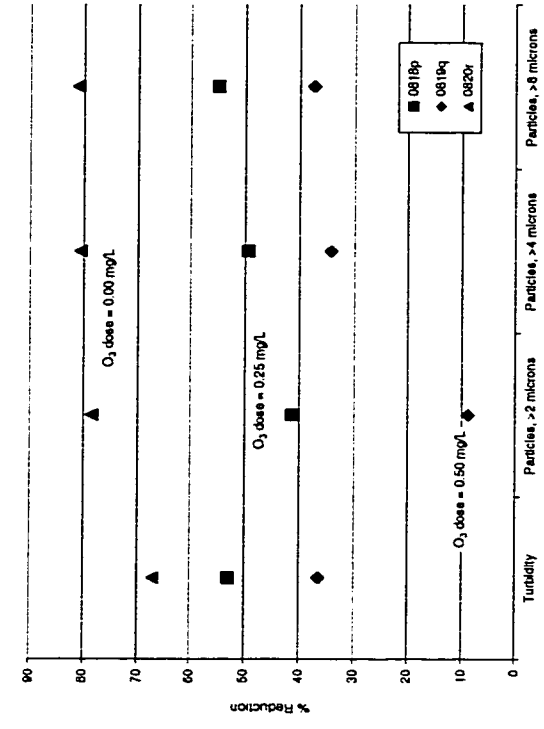 90
80
70
60
50
40
30
20
10
0
% Reduction
O₃ dose = 0.00 mg/L
O₃ dose = 0.25 mg/L
O₃ dose = 0.50 mg/L
0818p
0819q
0820r
Turbidity
Particles, >2 microns
Particles, >4 microns
Particles, >8 microns